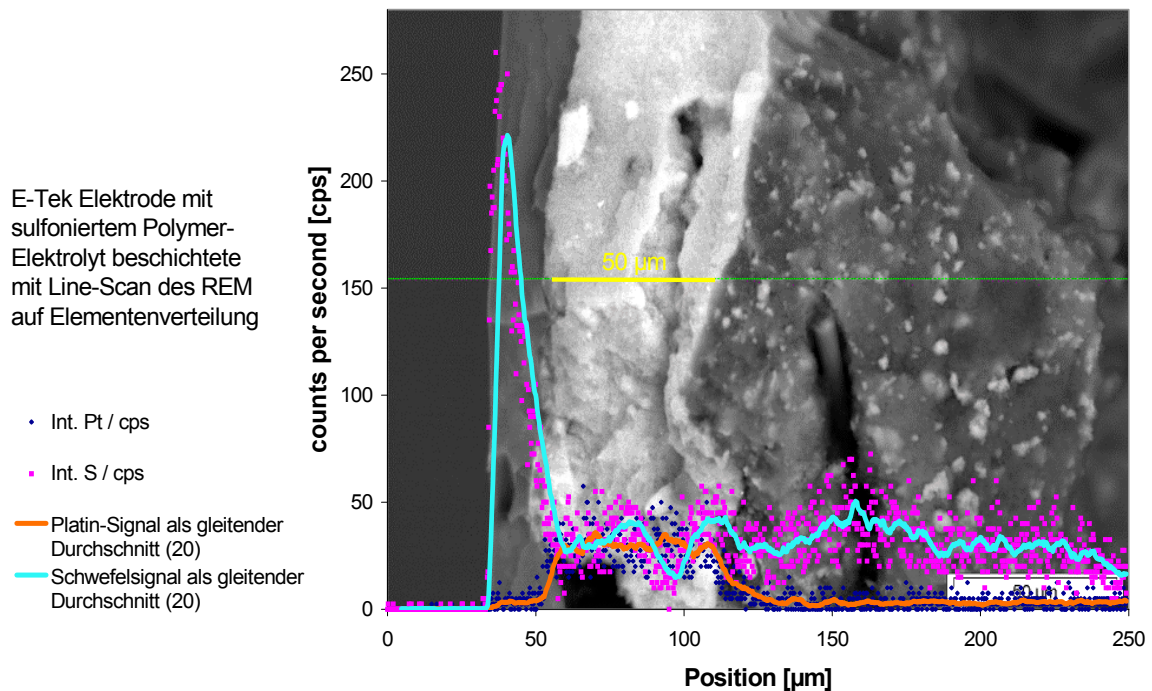 E-Tek Elektrode mit
sulfoniertem Polymer-
Elektrolyt beschichtete
mit Line-Scan des REM
auf Elementenverteilung
Int. Pt / cps
Int. S / cps
Platin-Signal als gleitender
Durchschnitt (20)
Schwefelsignal als gleitender
Durchschnitt (20)
counts per second [cps]
250
200
150
100
50
0
50 µm
µm
0
50
100
150
200
250
Position [µm]